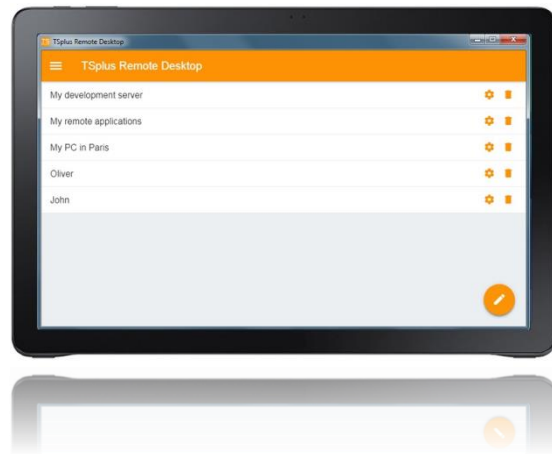 TSplus Remote Desktop
TSplus Remote Desktop
My development server
My remote applications
My PC in Paris
Oliver
John